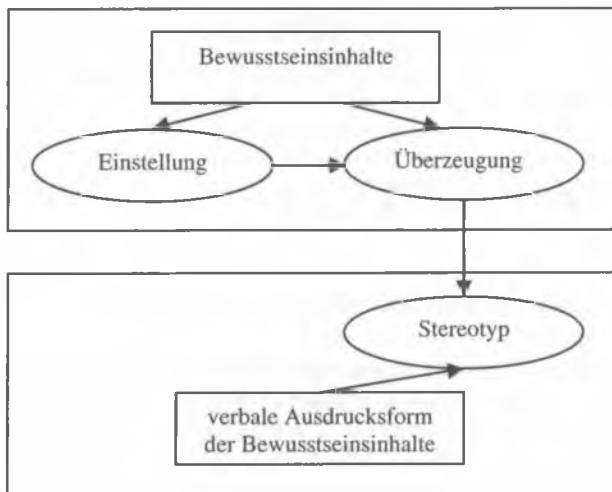 Bewusstseinsinhalte
Einstellung
Überzeugung
Stereotyp
verbale Ausdrucksform
der Bewusstseinsinhalte